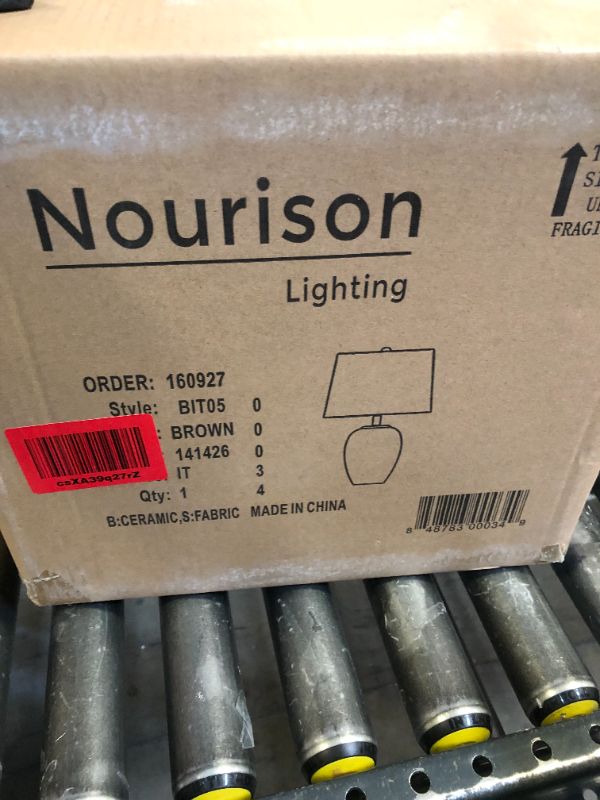 Nourison
Lighting
FRAGI
ORDER: 160927
Style: BIT05 0
: BROWN 0
141426 0
IT 3
Qty: 1 4
B:CERAMIC,S:FABRIC MADE IN CHINA
csXA39q27rZ
8 48783 00034 9